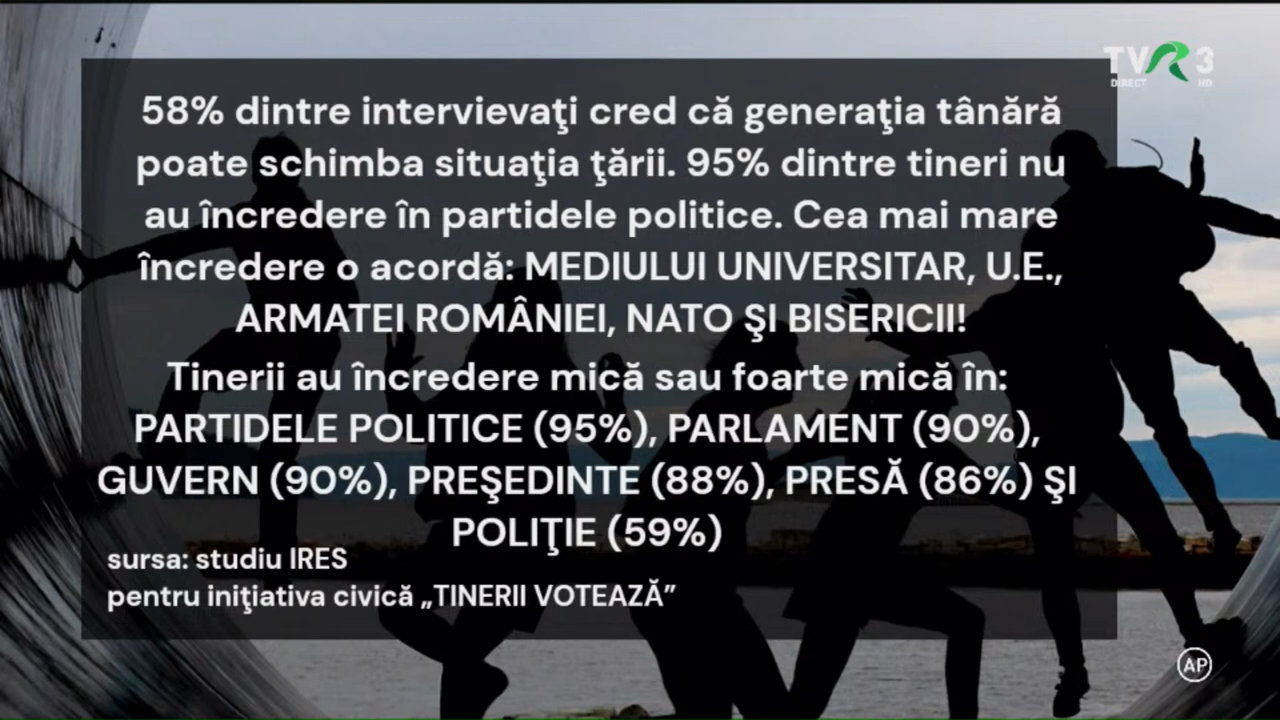 TVR 3
DIRECT
HD
58% dintre intervievaţi cred că generaţia tânără
poate schimba situaţia ţării. 95% dintre tineri nu
au încredere în partidele politice. Cea mai mare
încredere o acordă: MEDIULUI UNIVERSITAR, U.E.,
ARMATEI ROMÂNIEI, NATO ŞI BISERICII!
Tinerii au încredere mică sau foarte mică în:
PARTIDELE POLITICE (95%), PARLAMENT (90%),
GUVERN (90%), PREŞEDINTE (88%), PRESĂ (86%) ŞI
POLIŢIE (59%)
sursa: studiu IRES
pentru iniţiativa civică „TINERII VOTEAZĂ”
AP